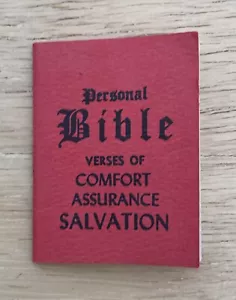 Personal
Bible
VERSES OF
COMFORT
ASSURANCE
SALVATION